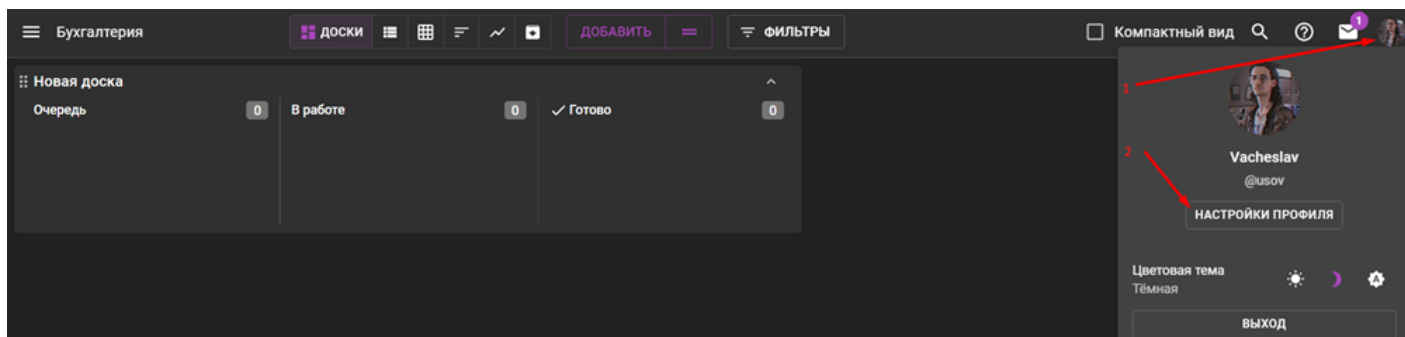 Бухгалтерия
ДОСКИ
ДОБАВИТЬ
ФИЛЬТРЫ
Компактный вид
1
Новая доска
Очередь 0
В работе 0
Готово 0
1
2
Vacheslav
@usov
НАСТРОЙКИ ПРОФИЛЯ
Цветовая тема
Тёмная
A
ВЫХОД